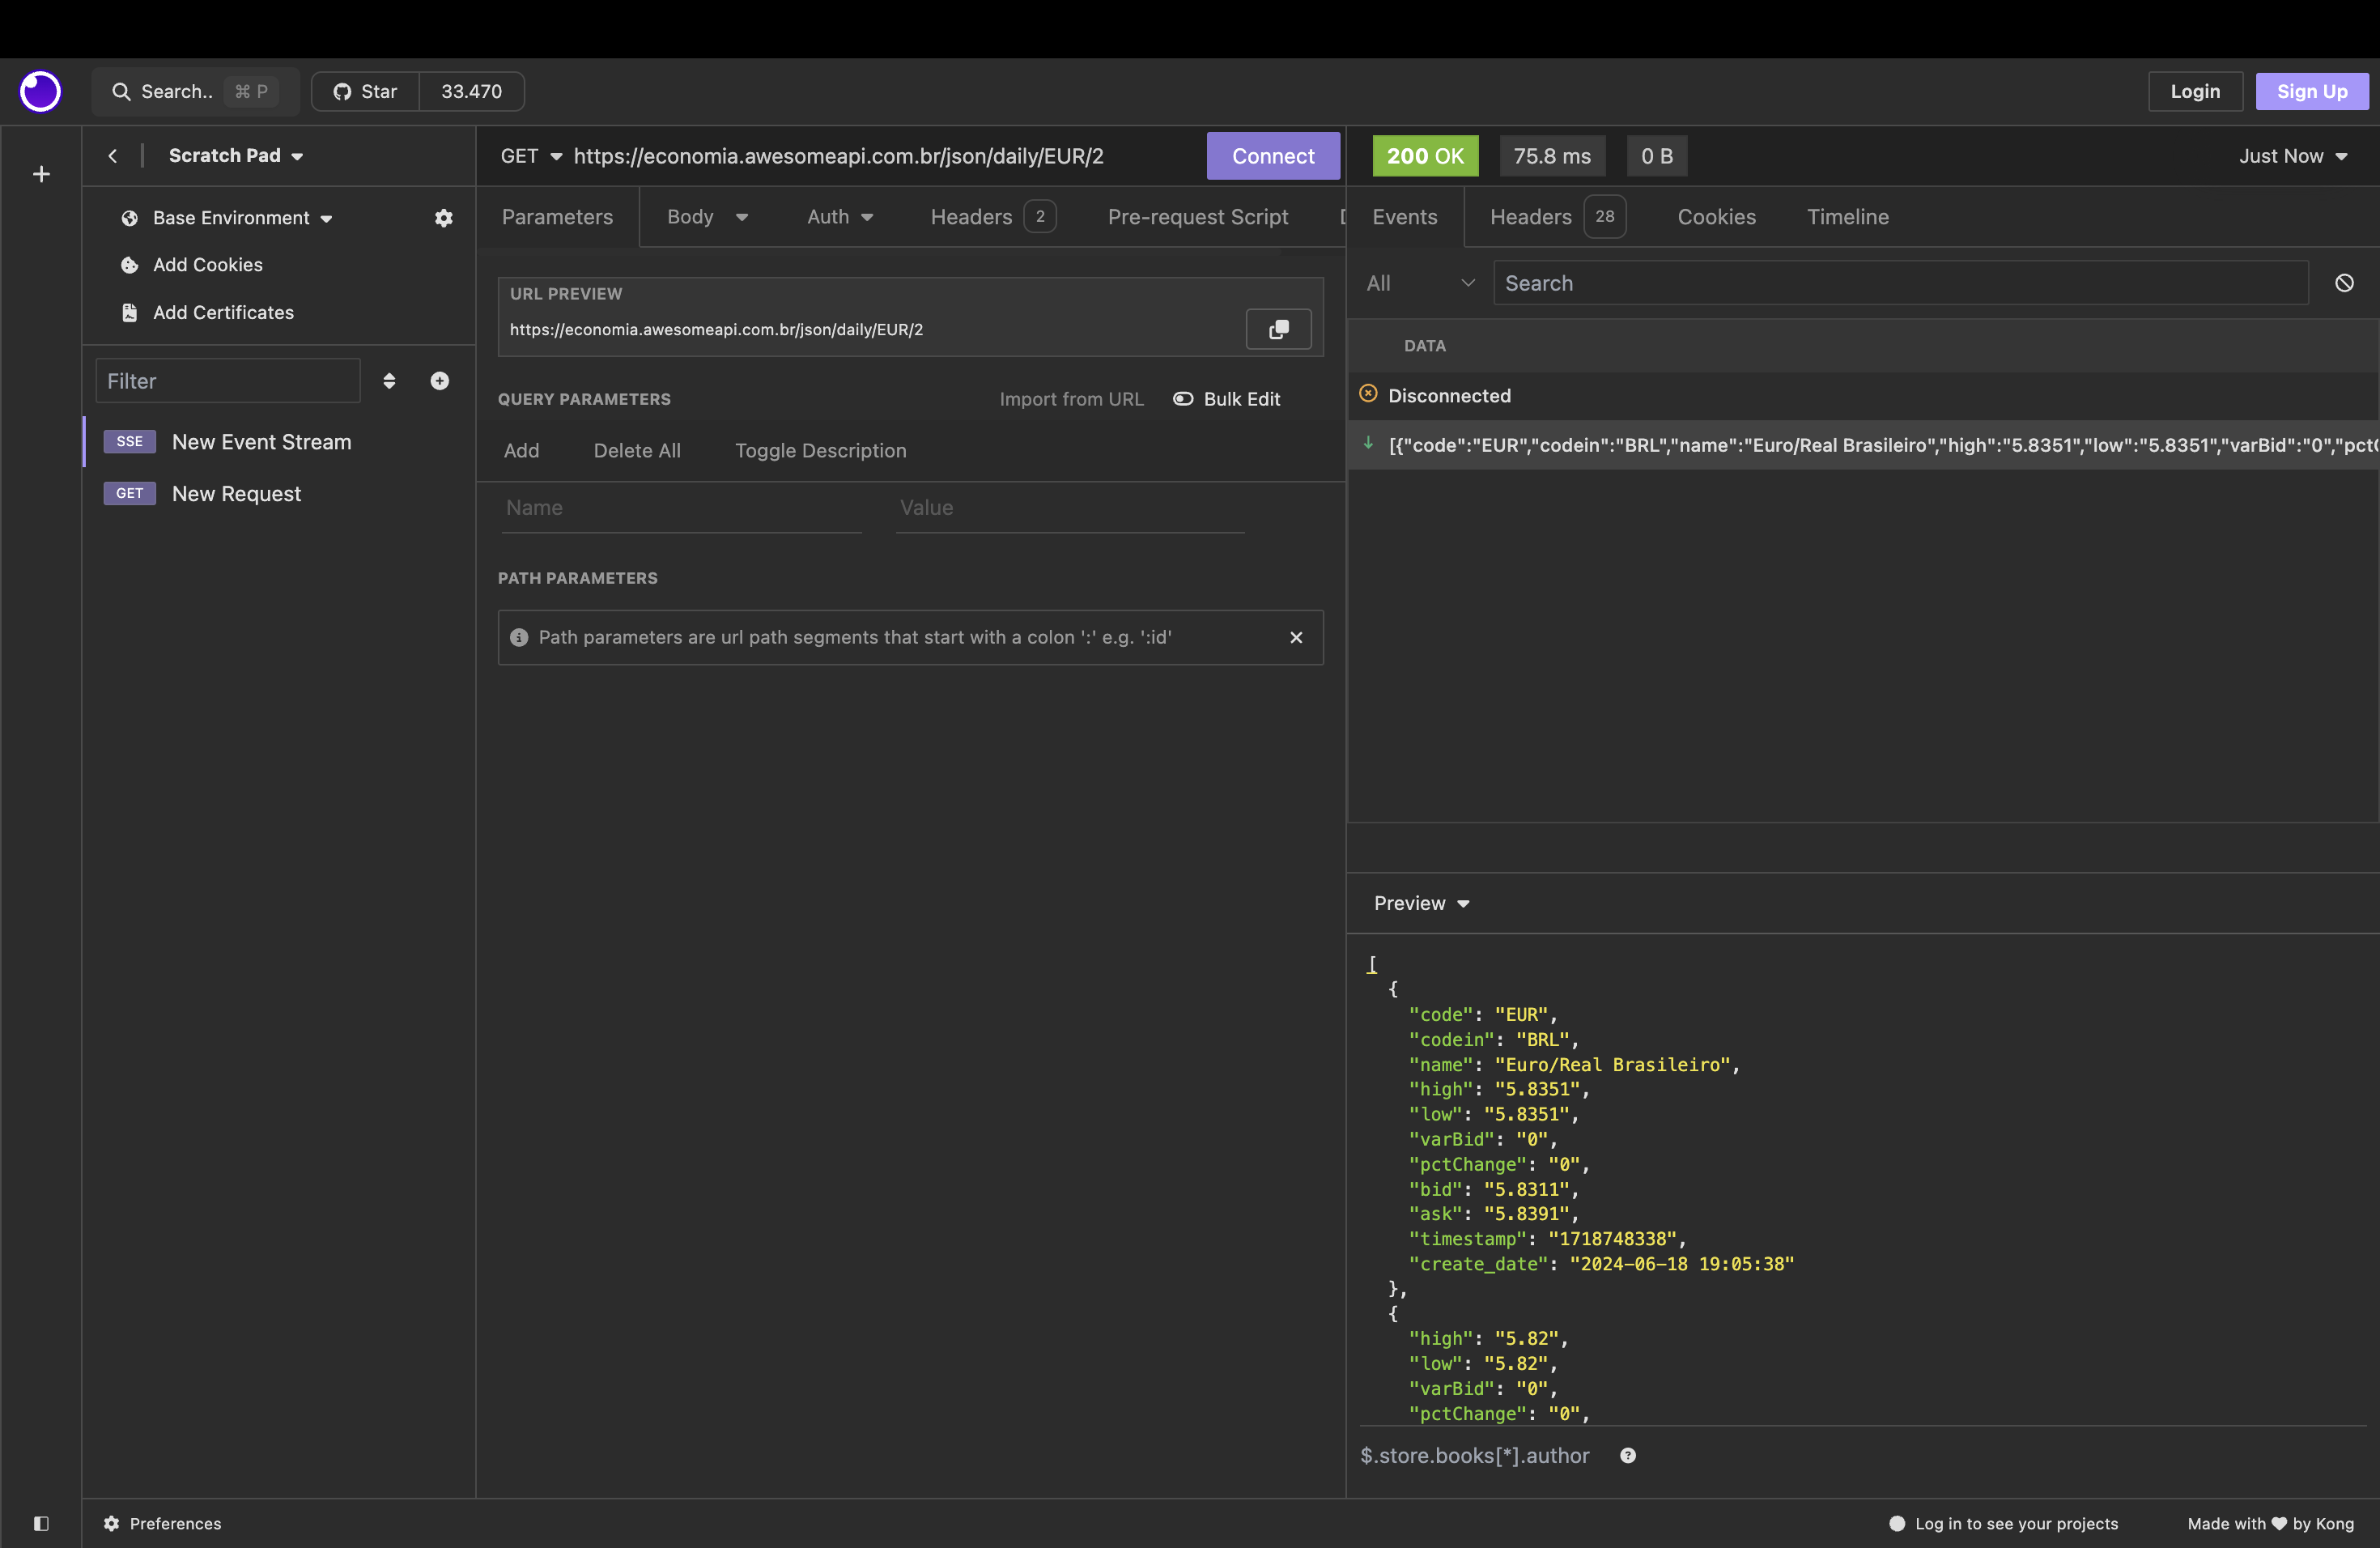 Search.. ⌘ P Star 33.470 Login Sign Up
Scratch Pad
Base Environment
Add Cookies
Add Certificates
Filter
SSE New Event Stream
GET New Request
GET https://economia.awesomeapi.com.br/json/daily/EUR/2 Connect
Parameters Body Auth Headers 2 Pre-request Script
URL PREVIEW
https://economia.awesomeapi.com.br/json/daily/EUR/2
QUERY PARAMETERS Import from URL Bulk Edit
Add Delete All Toggle Description
Name Value
PATH PARAMETERS
Path parameters are url path segments that start with a colon ':' e.g. ':id'
200 OK 75.8 ms 0 B Just Now
Events Headers 28 Cookies Timeline
All Search
DATA
Disconnected
[{"code":"EUR","codein":"BRL","name":"Euro/Real Brasileiro","high":"5.8351","low":"5.8351","varBid":"0","pct
Preview
[
{
"code": "EUR",
"codein": "BRL",
"name": "Euro/Real Brasileiro",
"high": "5.8351",
"low": "5.8351",
"varBid": "0",
"pctChange": "0",
"bid": "5.8311",
"ask": "5.8391",
"timestamp": "1718748338",
"create_date": "2024-06-18 19:05:38"
},
{
"high": "5.82",
"low": "5.82",
"varBid": "0",
"pctChange": "0",
$.store.books[*].author
Preferences Log in to see your projects Made with ♥ by Kong